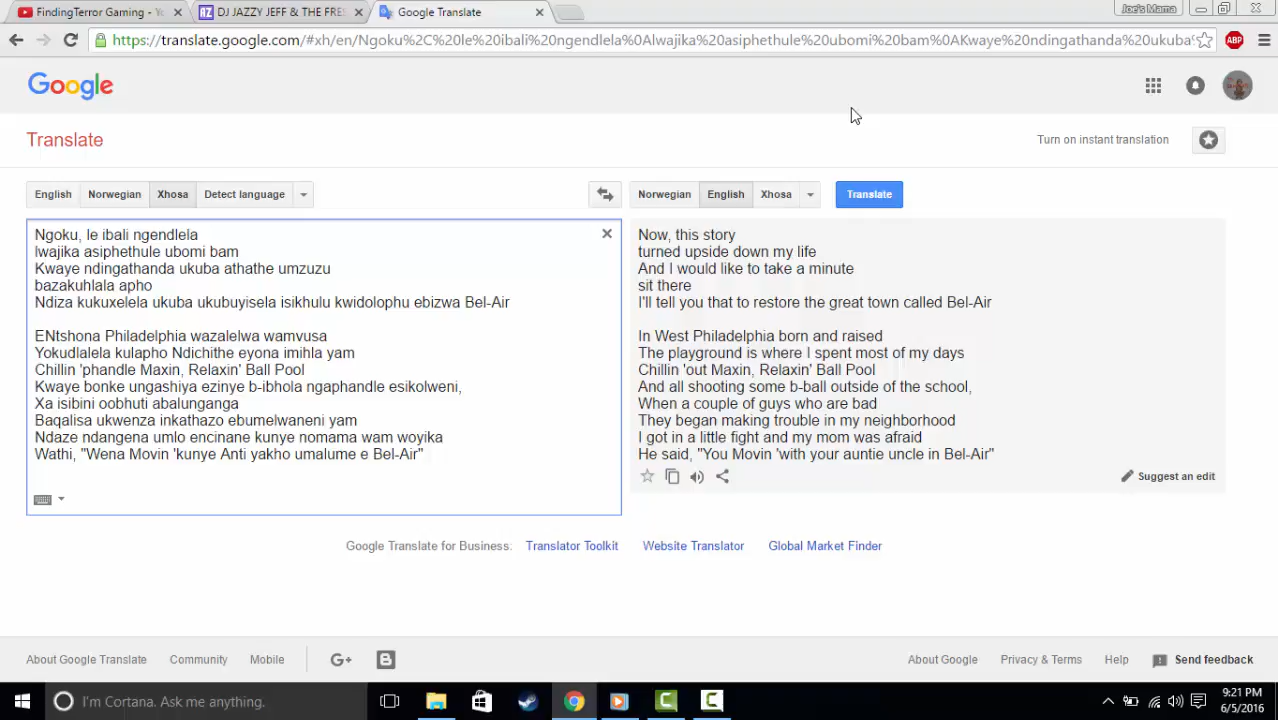 FindingTerror Gaming - Yo
DJ JAZZY JEFF & THE FRES
Google Translate
Joe's Mama
https://translate.google.com/#xh/en/Ngoku%2C%20le%20ibali%20ngendlela%0Alwajika%20asiphethule%20ubomi%20bam%0AKwaye%20ndingathanda%20ukuba%
ABP
Google
Translate
Turn on instant translation
English Norwegian Xhosa Detect language
Norwegian English Xhosa Translate
Ngoku, le ibali ngendlela
lwajika asiphethule ubomi bam
Kwaye ndingathanda ukuba athathe umzuzu
bazakuhlala apho
Ndiza kukuxelela ukuba ukubuyisela isikhulu kwidolophu ebizwa Bel-Air
ENtshona Philadelphia wazalelwa wamvusa
Yokudlalela kulapho Ndichithe eyona imihla yam
Chillin 'phandle Maxin, Relaxin' Ball Pool
Kwaye bonke ungashiya ezinye b-ibhola ngaphandle esikolweni,
Xa isibini oobhuti abalunganga
Baqalisa ukwenza inkathazo ebumelwaneni yam
Ndaze ndangena umlo encinane kunye nomama wam woyika
Wathi, "Wena Movin 'kunye Anti yakho umalume e Bel-Air"
Now, this story
turned upside down my life
And I would like to take a minute
sit there
I'll tell you that to restore the great town called Bel-Air
In West Philadelphia born and raised
The playground is where I spent most of my days
Chillin 'out Maxin, Relaxin' Ball Pool
And all shooting some b-ball outside of the school,
When a couple of guys who are bad
They began making trouble in my neighborhood
I got in a little fight and my mom was afraid
He said, "You Movin 'with your auntie uncle in Bel-Air"
Suggest an edit
Google Translate for Business: Translator Toolkit Website Translator Global Market Finder
About Google Translate Community Mobile G+ About Google Privacy & Terms Help Send feedback
I'm Cortana. Ask me anything.
9:21 PM
6/5/2016